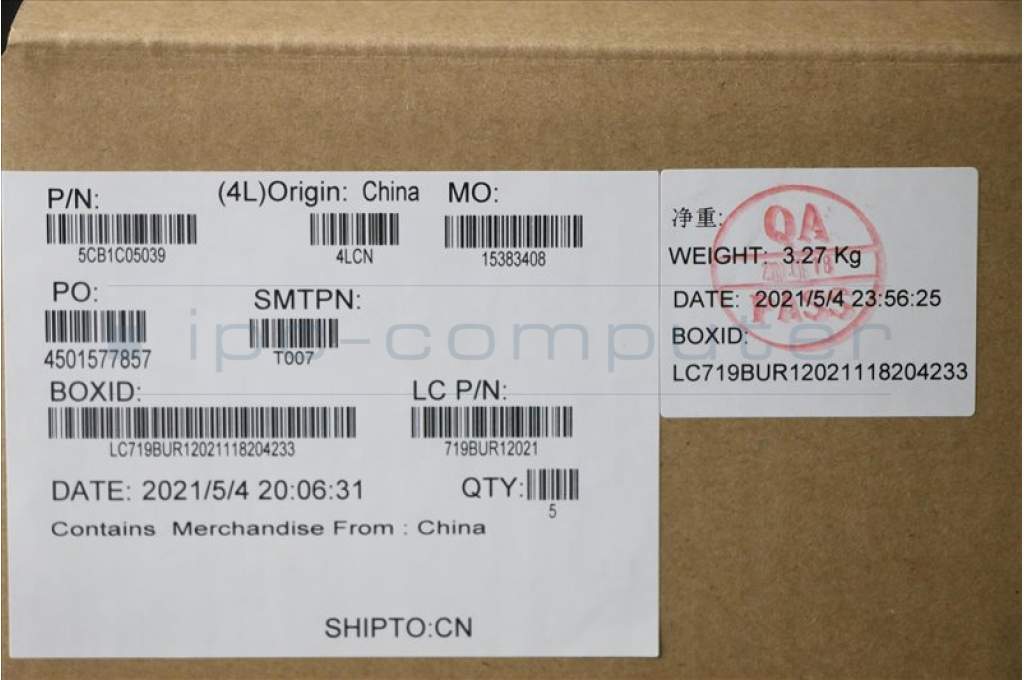 P/N:
5CB1C05039
(4L)Origin: China
4LCN
MO:
15383408
PO:
4501577857
SMTPN:
T007
BOXID:
LC719BUR12021118204233
LC P/N:
719BUR12021
DATE: 2021/5/4 20:06:31
QTY:
5
Contains Merchandise From : China
SHIPTO:CN
净重:
WEIGHT: 3.27 Kg
DATE: 2021/5/4 23:56:25
BOXID:
LC719BUR12021118204233
QA
PASS
ipc-computer